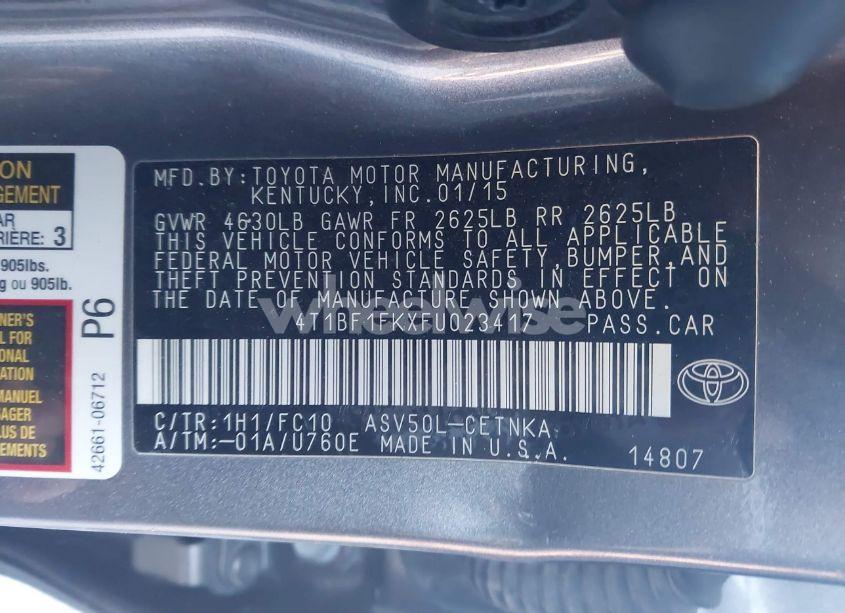 MFD.BY:TOYOTA MOTOR MANUFACTURING,
KENTUCKY,INC.01/15
GVWR 4630LB GAWR FR 2625LB RR 2625LB
THIS VEHICLE CONFORMS TO ALL APPLICABLE
FEDERAL MOTOR VEHICLE SAFETY,BUMPER,AND
THEFT PREVENTION STANDARDS IN EFFECT ON
THE DATE OF MANUFACTURE SHOWN ABOVE.
4T1BF1FKXFU023417 PASS.CAR
wheelwise
C/TR:1H1/FC10 ASV50L-CETNKA
A/TM:-01A/U760E MADE IN U.S.A. 14807
ION
GEMENT
AR
RIÈRE: 3
905lbs.
g ou 905lb.
NER'S
L FOR
ONAL
ATION
MANUEL
SAGER
LUS DE
EMENTS
P6
42661-06712